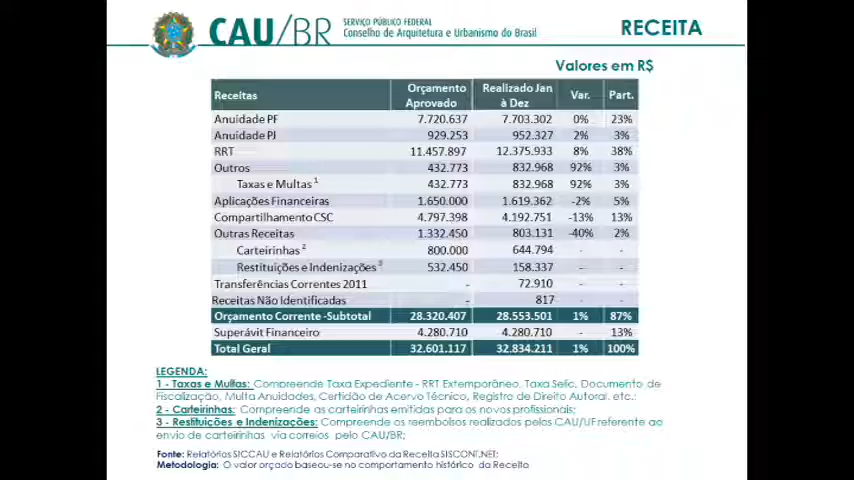 CAU/BR
SERVIÇO PÚBLICO FEDERAL
Conselho de Arquitetura e Urbanismo do Brasil
RECEITA
Valores em R$
Receitas Orçamento Aprovado Realizado Jan à Dez Var. Part.
Anuidade PF 7.720.637 7.703.302 0% 23%
Anuidade PJ 929.253 952.327 2% 3%
RRT 11.457.897 12.375.933 8% 38%
Outros 432.773 832.968 92% 3%
Taxas e Multas 1 432.773 832.968 92% 3%
Aplicações Financeiras 1.650.000 1.619.362 -2% 5%
Compartilhamento CSC 4.797.398 4.192.751 -13% 13%
Outras Receitas 1.332.450 803.131 -40% 2%
Carteirinhas 2 800.000 644.794 - -
Restituições e Indenizações 3 532.450 158.337 - -
Transferências Correntes 2011 - 72.910 - -
Receitas Não Identificadas - 817 - -
Orçamento Corrente -Subtotal 28.320.407 28.553.501 1% 87%
Superávit Financeiro 4.280.710 4.280.710 - 13%
Total Geral 32.601.117 32.834.211 1% 100%
LEGENDA:
1 - Taxas e Multas: Compreende Taxa Expediente - RRT Extemporâneo, Taxa Selic, Documento de
Fiscalização, Multa Anuidades, Certidão de Acervo Técnico, Registro de Direito Autoral, etc.;
2 - Carteirinhas: Compreende as carteirinhas emitidas para os novos profissionais;
3 - Restituições e Indenizações: Compreende os reembolsos realizados pelos CAU/UF referente ao
envio de carteirinhas via correios pelo CAU/BR;
Fonte: Relatórios SICCAU e Relatórios Comparativo da Receita SISCONT.NET;
Metodologia: O valor orçado baseou-se no comportamento histórico da Receita